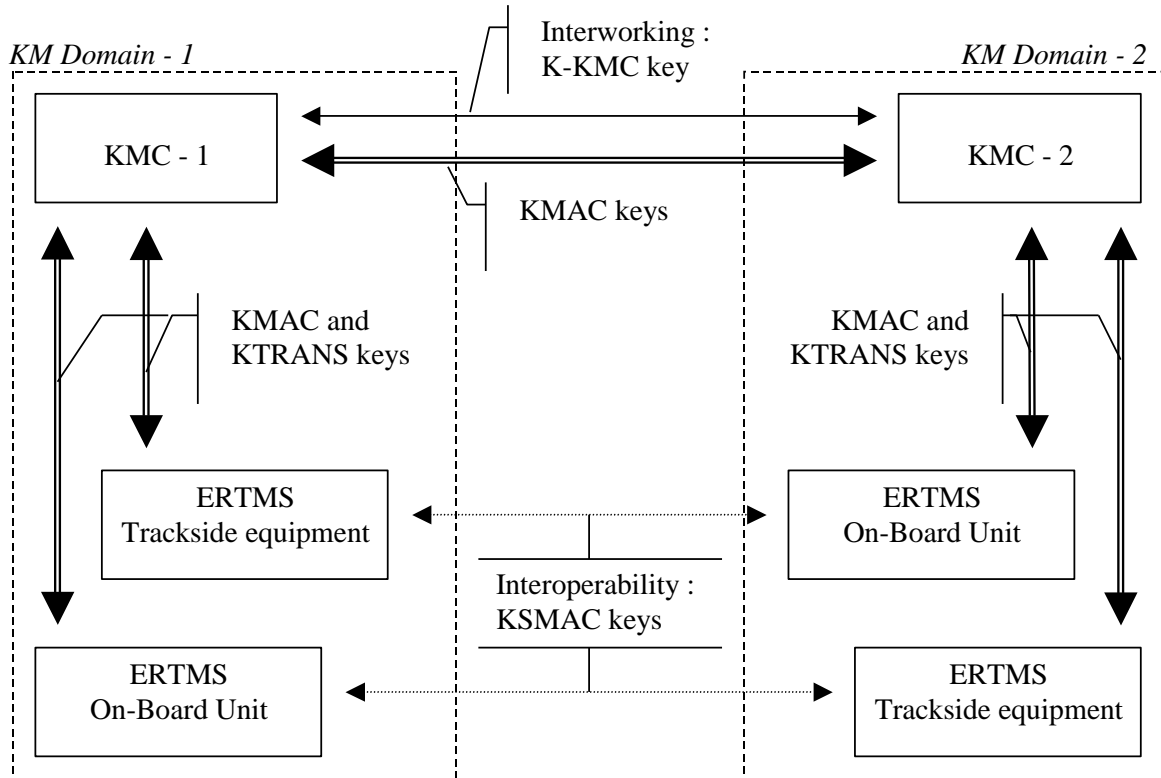 KM Domain - 1
Interworking :
K-KMC key
KM Domain - 2
KMC - 1
KMC - 2
KMAC keys
KMAC and
KTRANS keys
KMAC and
KTRANS keys
ERTMS
Trackside equipment
ERTMS
On-Board Unit
Interoperability :
KSMAC keys
ERTMS
On-Board Unit
ERTMS
Trackside equipment